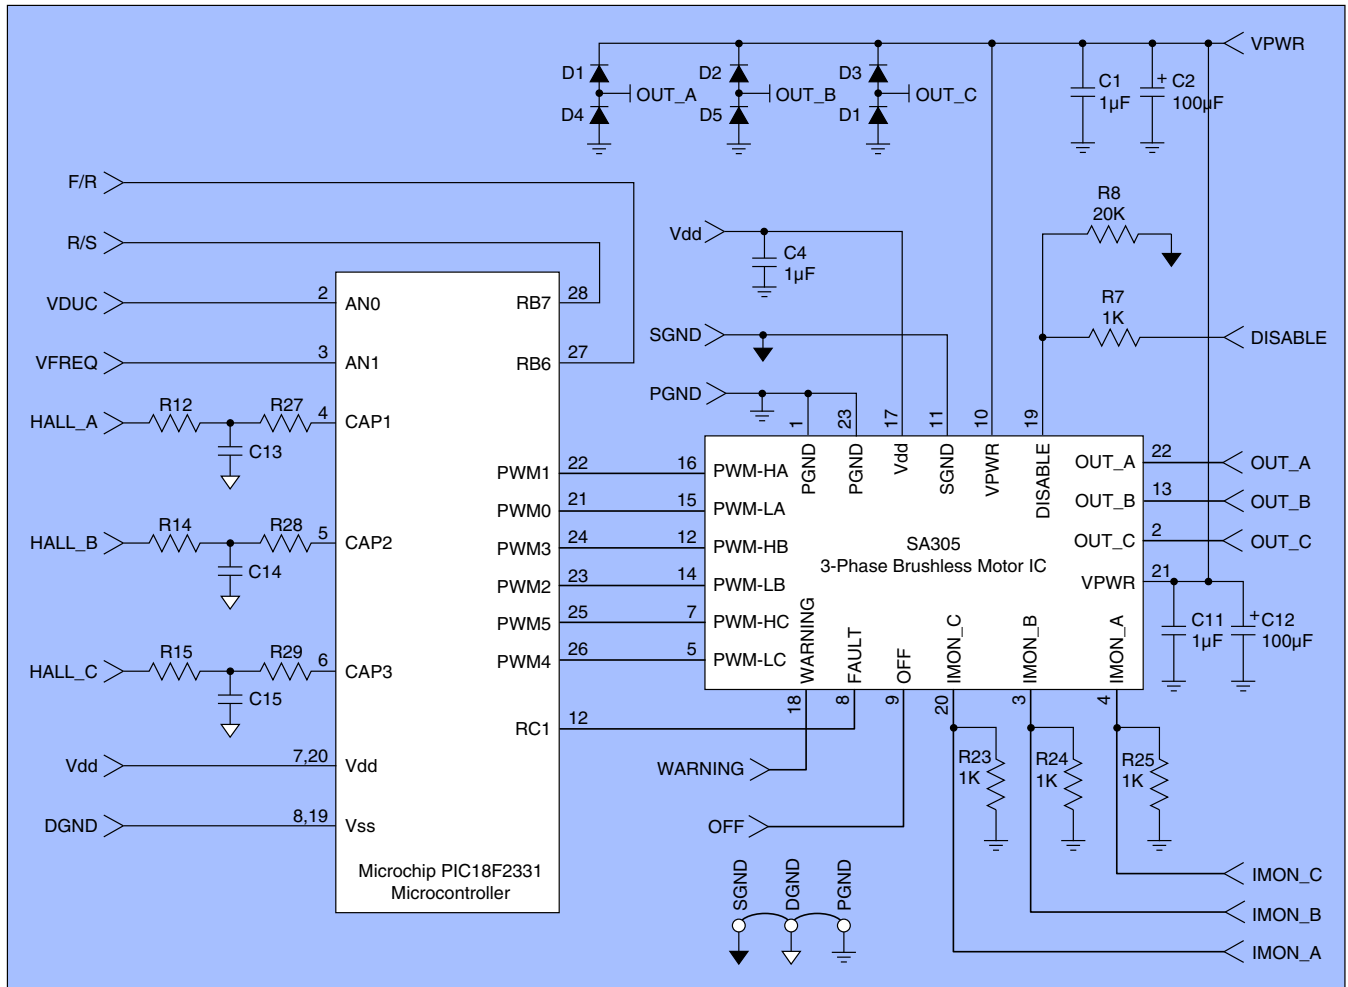 VPWR
D1
D2
D3
OUT_A
OUT_B
OUT_C
D4
D5
D1
C1
1µF
+ C2
100µF
F/R
R/S
VDUC
VFREQ
HALL_A
R12
R27
C13
HALL_B
R14
R28
C14
HALL_C
R15
R29
C15
Vdd
DGND
2
3
4
5
6
7,20
8,19
AN0
AN1
CAP1
CAP2
CAP3
Vdd
Vss
RB7
RB6
PWM1
PWM0
PWM3
PWM2
PWM5
PWM4
RC1
28
27
22
21
24
23
25
26
12
Microchip PIC18F2331
Microcontroller
Vdd
C4
1µF
SGND
PGND
R8
20K
R7
1K
DISABLE
1
23
17
11
10
19
PGND
PGND
Vdd
SGND
VPWR
DISABLE
16
15
12
14
7
5
PWM-HA
PWM-LA
PWM-HB
PWM-LB
PWM-HC
PWM-LC
SA305
3-Phase Brushless Motor IC
OUT_A
OUT_B
OUT_C
VPWR
22
13
2
21
OUT_A
OUT_B
OUT_C
C11
1µF
+ C12
100µF
WARNING
FAULT
OFF
IMON_C
IMON_B
IMON_A
18
8
9
20
3
4
WARNING
OFF
R23
1K
R24
1K
R25
1K
SGND
DGND
PGND
IMON_C
IMON_B
IMON_A